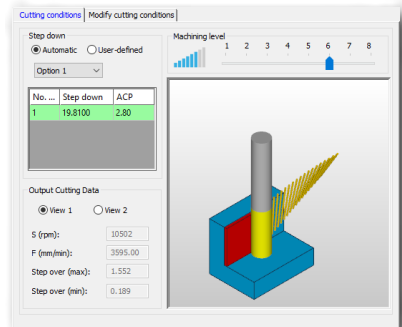 Cutting conditions Modify cutting conditions
Step down
Automatic User-defined
Option 1
No. ... Step down ACP
1 19.8100 2.80
Machining level
1 2 3 4 5 6 7 8
Output Cutting Data
View 1 View 2
S (rpm): 10502
F (mm/min): 3595.00
Step over (max): 1.552
Step over (min): 0.189